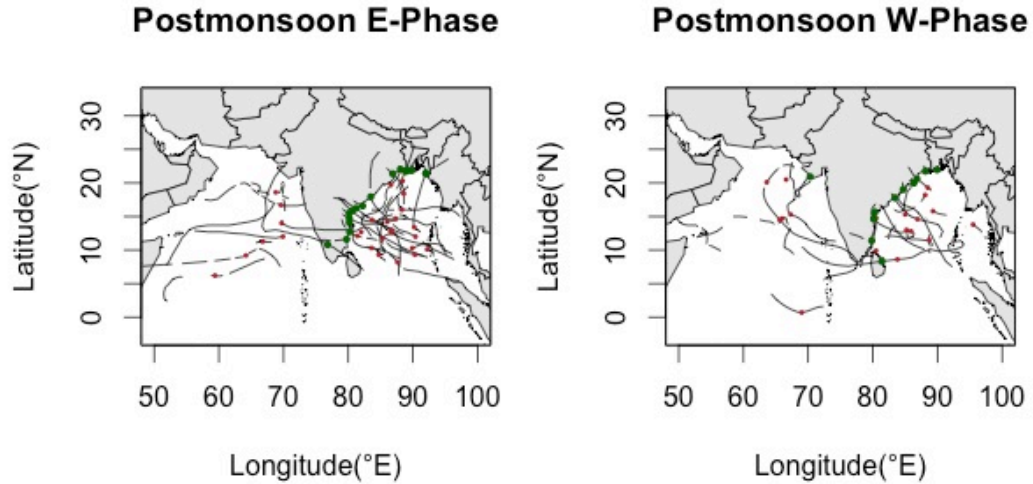 Postmonsoon E-Phase
Latitude(°N)
30
20
10
0
50 60 70 80 90 100
Longitude(°E)
Postmonsoon W-Phase
Latitude(°N)
30
20
10
0
50 60 70 80 90 100
Longitude(°E)